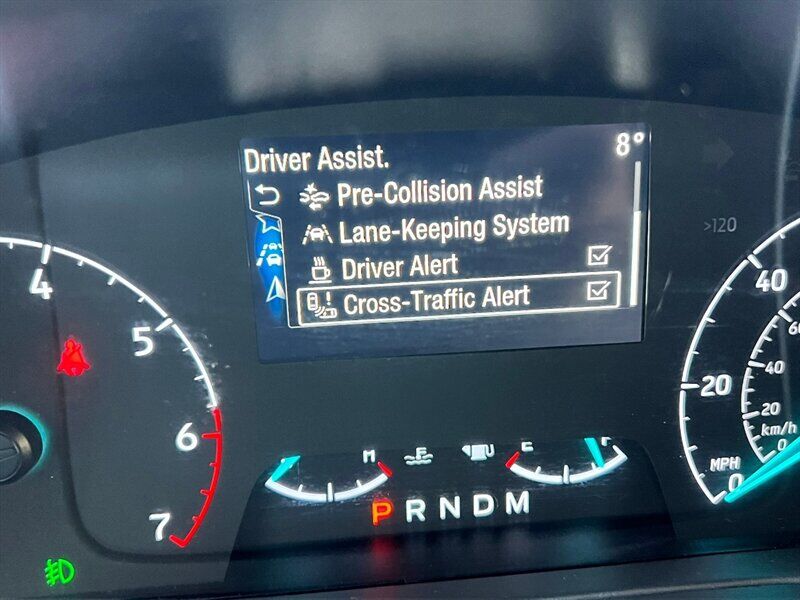 Driver Assist.
8°
Pre-Collision Assist
Lane-Keeping System
Driver Alert
Cross-Traffic Alert
>120
4
5
6
7
H
E
F
P R N D M
40
20
0
MPH
60
40
20
0
km/h